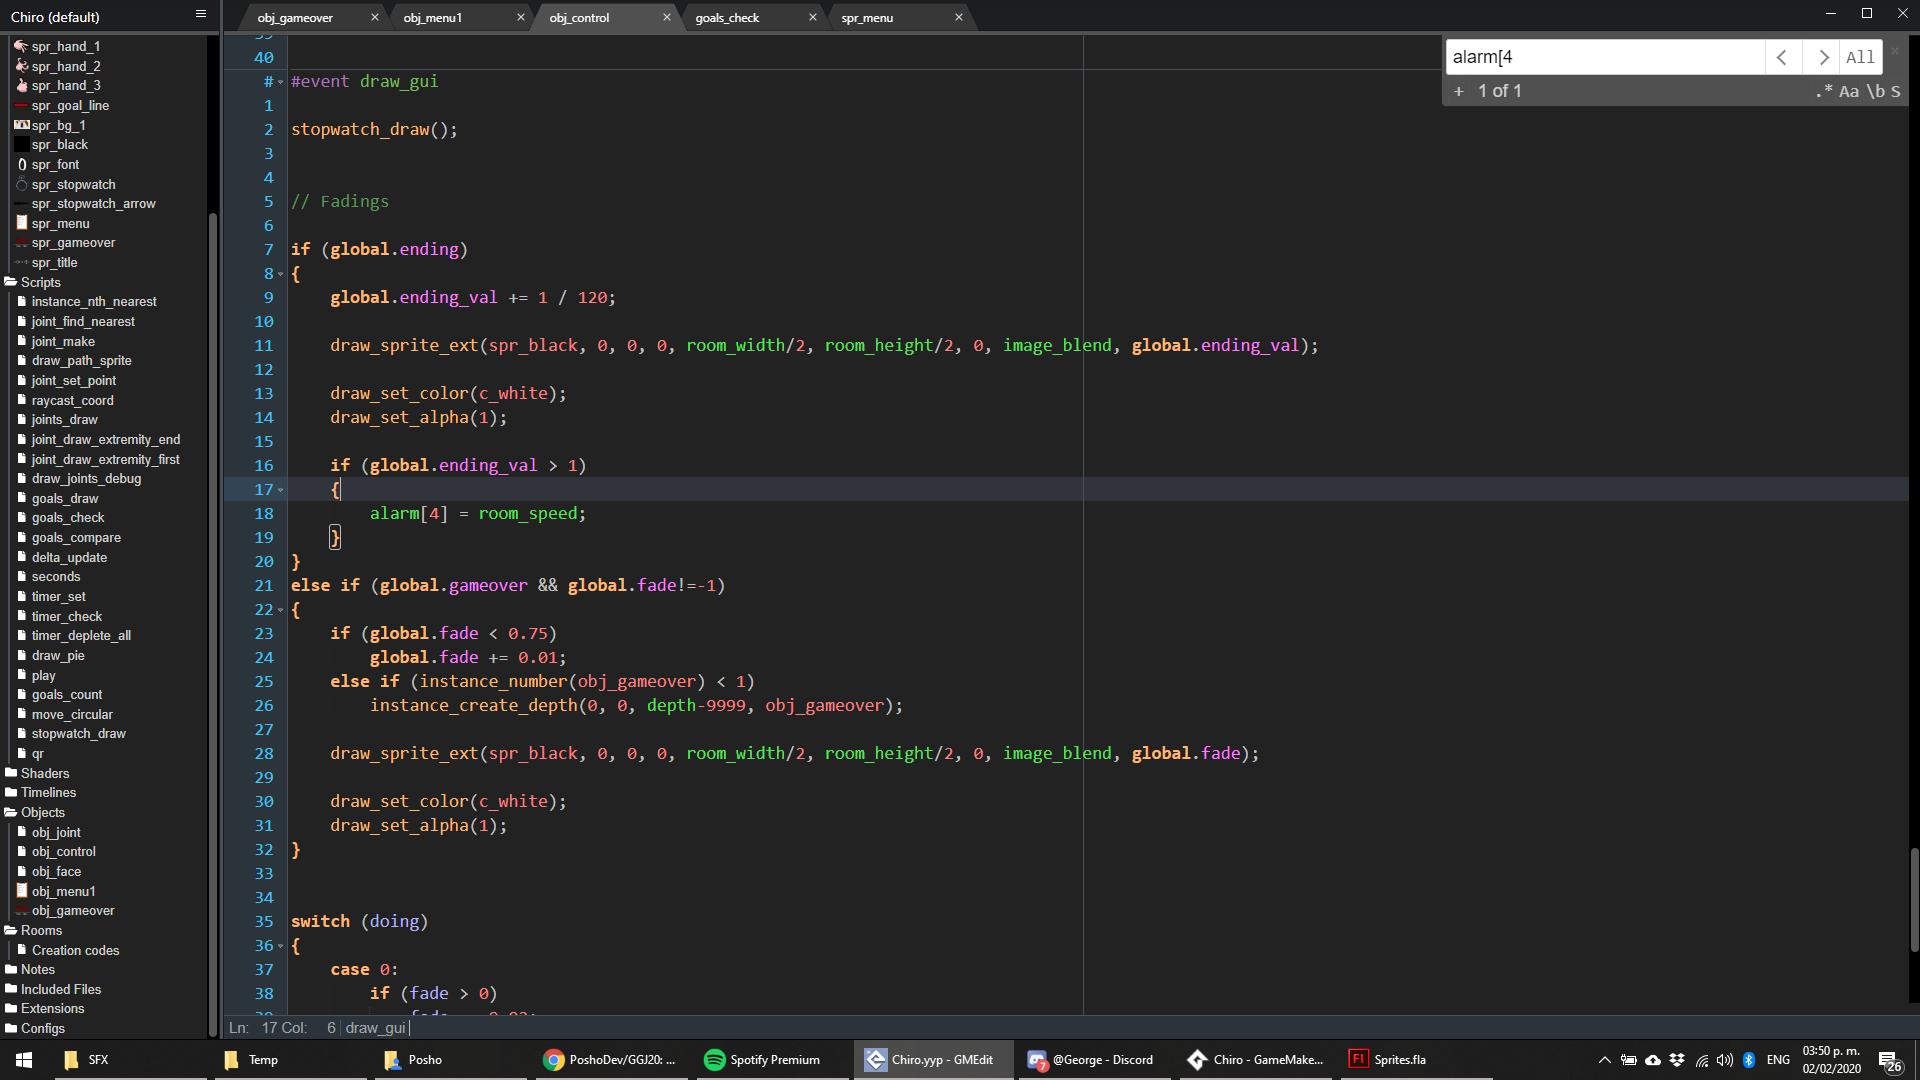 Chiro (default)
obj_gameover
obj_menu1
obj_control
goals_check
spr_menu
spr_hand_1
spr_hand_2
spr_hand_3
spr_goal_line
spr_bg_1
spr_black
spr_font
spr_stopwatch
spr_stopwatch_arrow
spr_menu
spr_gameover
spr_title
Scripts
instance_nth_nearest
joint_find_nearest
joint_make
draw_path_sprite
joint_set_point
raycast_coord
joints_draw
joint_draw_extremity_end
joint_draw_extremity_first
draw_joints_debug
goals_draw
goals_check
goals_compare
delta_update
seconds
timer_set
timer_check
timer_deplete_all
draw_pie
play
goals_count
move_circular
stopwatch_draw
qr
Shaders
Timelines
Objects
obj_joint
obj_control
obj_face
obj_menu1
obj_gameover
Rooms
Creation codes
Notes
Included Files
Extensions
Configs
39
40
# #event draw_gui
1
2 stopwatch_draw();
3
4
5 // Fadings
6
7 if (global.ending)
8 {
9 global.ending_val += 1 / 120;
10
11 draw_sprite_ext(spr_black, 0, 0, 0, room_width/2, room_height/2, 0, image_blend, global.ending_val);
12
13 draw_set_color(c_white);
14 draw_set_alpha(1);
15
16 if (global.ending_val > 1)
17 {
18 alarm[4] = room_speed;
19 }
20 }
21 else if (global.gameover && global.fade!=-1)
22 {
23 if (global.fade < 0.75)
24 global.fade += 0.01;
25 else if (instance_number(obj_gameover) < 1)
26 instance_create_depth(0, 0, depth-9999, obj_gameover);
27
28 draw_sprite_ext(spr_black, 0, 0, 0, room_width/2, room_height/2, 0, image_blend, global.fade);
29
30 draw_set_color(c_white);
31 draw_set_alpha(1);
32 }
33
34
35 switch (doing)
36 {
37 case 0:
38 if (fade > 0)
alarm[4
All
+ 1 of 1
.* Aa \b S
Ln: 17 Col: 6 draw_gui
SFX
Temp
Posho
PoshoDev/GGJ20: ...
Spotify Premium
Chiro.yyp - GMEdit
7
@George - Discord
Chiro - GameMake...
Fl
Sprites.fla
ENG
03:50 p. m.
02/02/2020
26